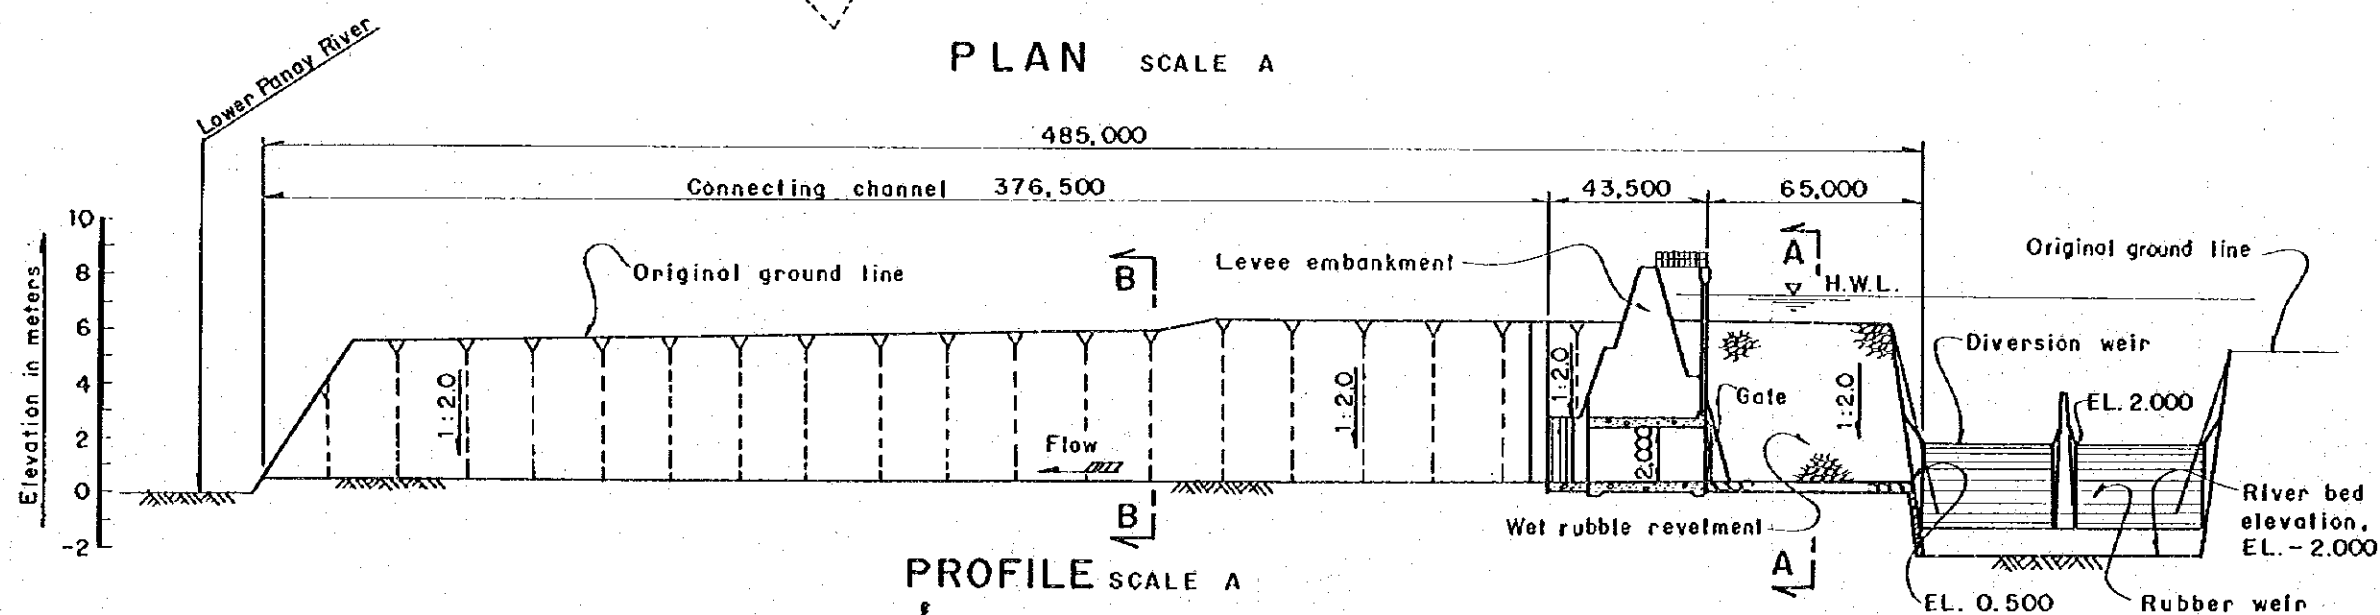 PLAN SCALE A
Lower Panay River
485,000
Connecting channel 376,500
43,500
65,000
10
8
6
4
2
0
-2
Elevation in meters
Original ground line
B
Levee embankment
A
H.W.L.
Original ground line
1:2.0
1:2.0
1:2.0
1:2.0
Diversion weir
Gate
EL. 2.000
Flow
2.000
B
Wet rubble revetment
A
River bed
elevation.
EL. - 2.000
EL. 0.500
Rubber weir
PROFILE SCALE A